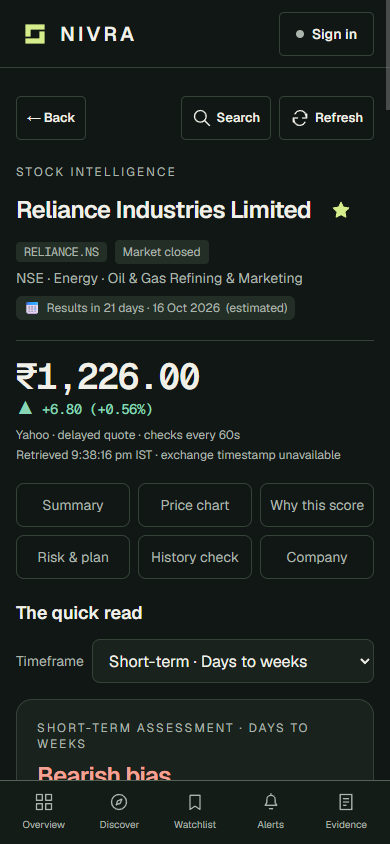 NIVRA
Sign in
← Back
Search
Refresh
STOCK INTELLIGENCE
Reliance Industries Limited
RELIANCE.NS
Market closed
NSE · Energy · Oil & Gas Refining & Marketing
Results in 21 days · 16 Oct 2026 (estimated)
₹1,226.00
▲ +6.80 (+0.56%)
Yahoo · delayed quote · checks every 60s
Retrieved 9:38:16 pm IST · exchange timestamp unavailable
Summary
Price chart
Why this score
Risk & plan
History check
Company
The quick read
Timeframe
Short-term · Days to weeks
SHORT-TERM ASSESSMENT · DAYS TO
WEEKS
Bearish bias
Overview
Discover
Watchlist
Alerts
Evidence